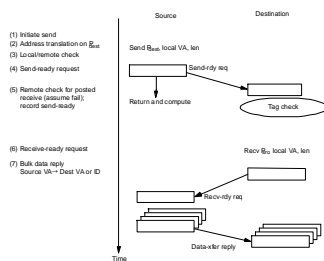 Source
Destination
(1) Initiate send
(2) Address translation on P
(3) Local/remote check
(4) Send-ready request
(5) Remote check for posted
receive (assume fail);
record send-ready
(6) Receive-ready request
(7) Bulk data reply
Source VA→ Dest VA or ID
Time
Send P , local VA, len
Send-rdy req
Return and compute
Tag check
Recv P , local VA, len
Recv-rdy req
Data-xfer reply